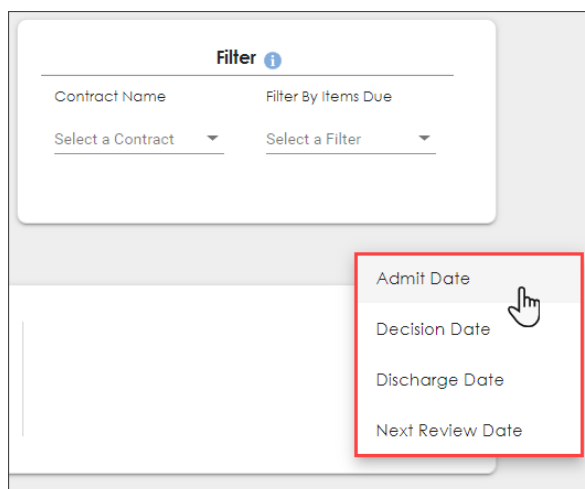 Filter
Contract Name
Filter By Items Due
Select a Contract
Select a Filter
Admit Date
Decision Date
Discharge Date
Next Review Date